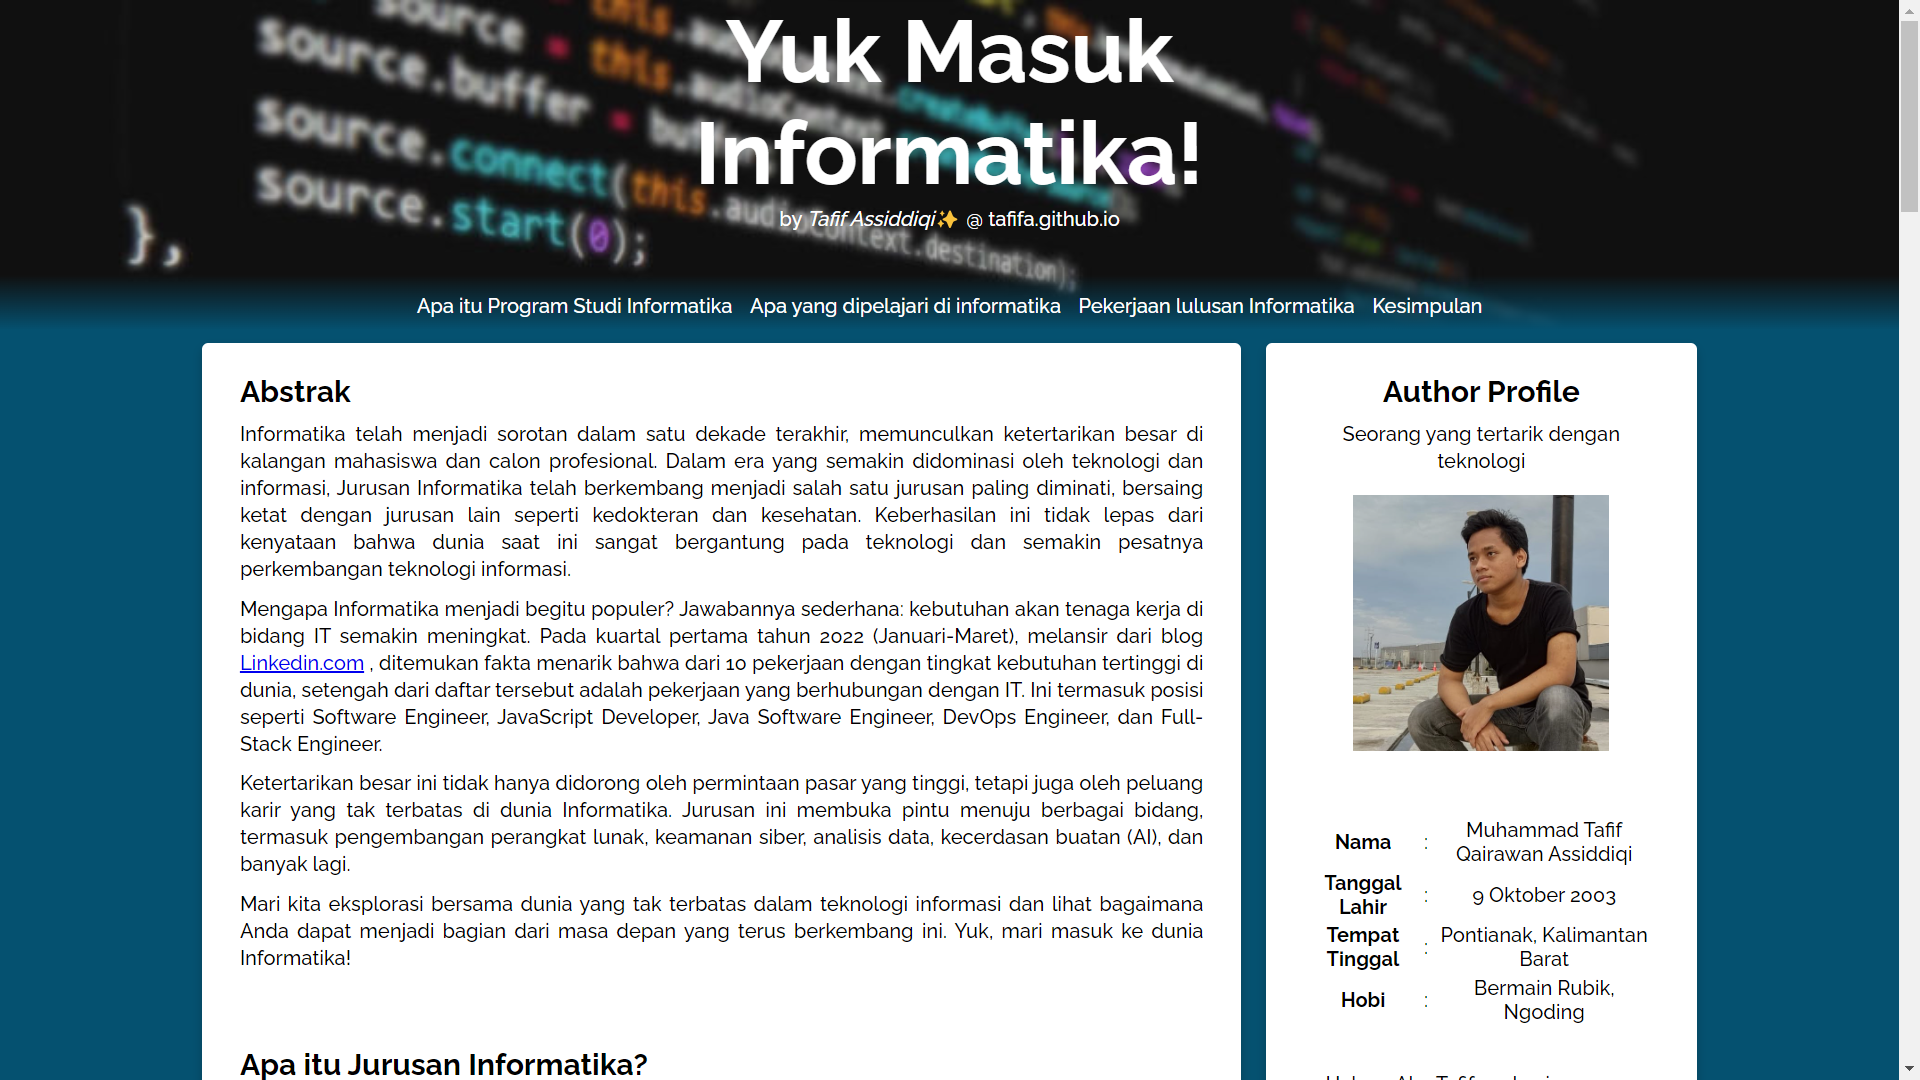 source = this.
source.buffer = this.audioContext.
source.connect(this.
source.start(0);
},
Yuk Masuk
Informatika!
by Tafif Assiddiqi✨ @ tafifa.github.io
Apa itu Program Studi Informatika
Apa yang dipelajari di informatika
Pekerjaan lulusan Informatika
Kesimpulan
Abstrak
Informatika telah menjadi sorotan dalam satu dekade terakhir, memunculkan ketertarikan besar di
kalangan mahasiswa dan calon profesional. Dalam era yang semakin didominasi oleh teknologi dan
informasi, Jurusan Informatika telah berkembang menjadi salah satu jurusan paling diminati, bersaing
ketat dengan jurusan lain seperti kedokteran dan kesehatan. Keberhasilan ini tidak lepas dari
kenyataan bahwa dunia saat ini sangat bergantung pada teknologi dan semakin pesatnya
perkembangan teknologi informasi.
Mengapa Informatika menjadi begitu populer? Jawabannya sederhana: kebutuhan akan tenaga kerja di
bidang IT semakin meningkat. Pada kuartal pertama tahun 2022 (Januari-Maret), melansir dari blog
Linkedin.com , ditemukan fakta menarik bahwa dari 10 pekerjaan dengan tingkat kebutuhan tertinggi di
dunia, setengah dari daftar tersebut adalah pekerjaan yang berhubungan dengan IT. Ini termasuk posisi
seperti Software Engineer, JavaScript Developer, Java Software Engineer, DevOps Engineer, dan Full-
Stack Engineer.
Ketertarikan besar ini tidak hanya didorong oleh permintaan pasar yang tinggi, tetapi juga oleh peluang
karir yang tak terbatas di dunia Informatika. Jurusan ini membuka pintu menuju berbagai bidang,
termasuk pengembangan perangkat lunak, keamanan siber, analisis data, kecerdasan buatan (AI), dan
banyak lagi.
Mari kita eksplorasi bersama dunia yang tak terbatas dalam teknologi informasi dan lihat bagaimana
Anda dapat menjadi bagian dari masa depan yang terus berkembang ini. Yuk, mari masuk ke dunia
Informatika!
Apa itu Jurusan Informatika?
Author Profile
Seorang yang tertarik dengan
teknologi
Nama : Muhammad Tafif
Qairawan Assiddiqi
Tanggal
Lahir : 9 Oktober 2003
Tempat
Tinggal : Pontianak, Kalimantan
Barat
Hobi : Bermain Rubik,
Ngoding